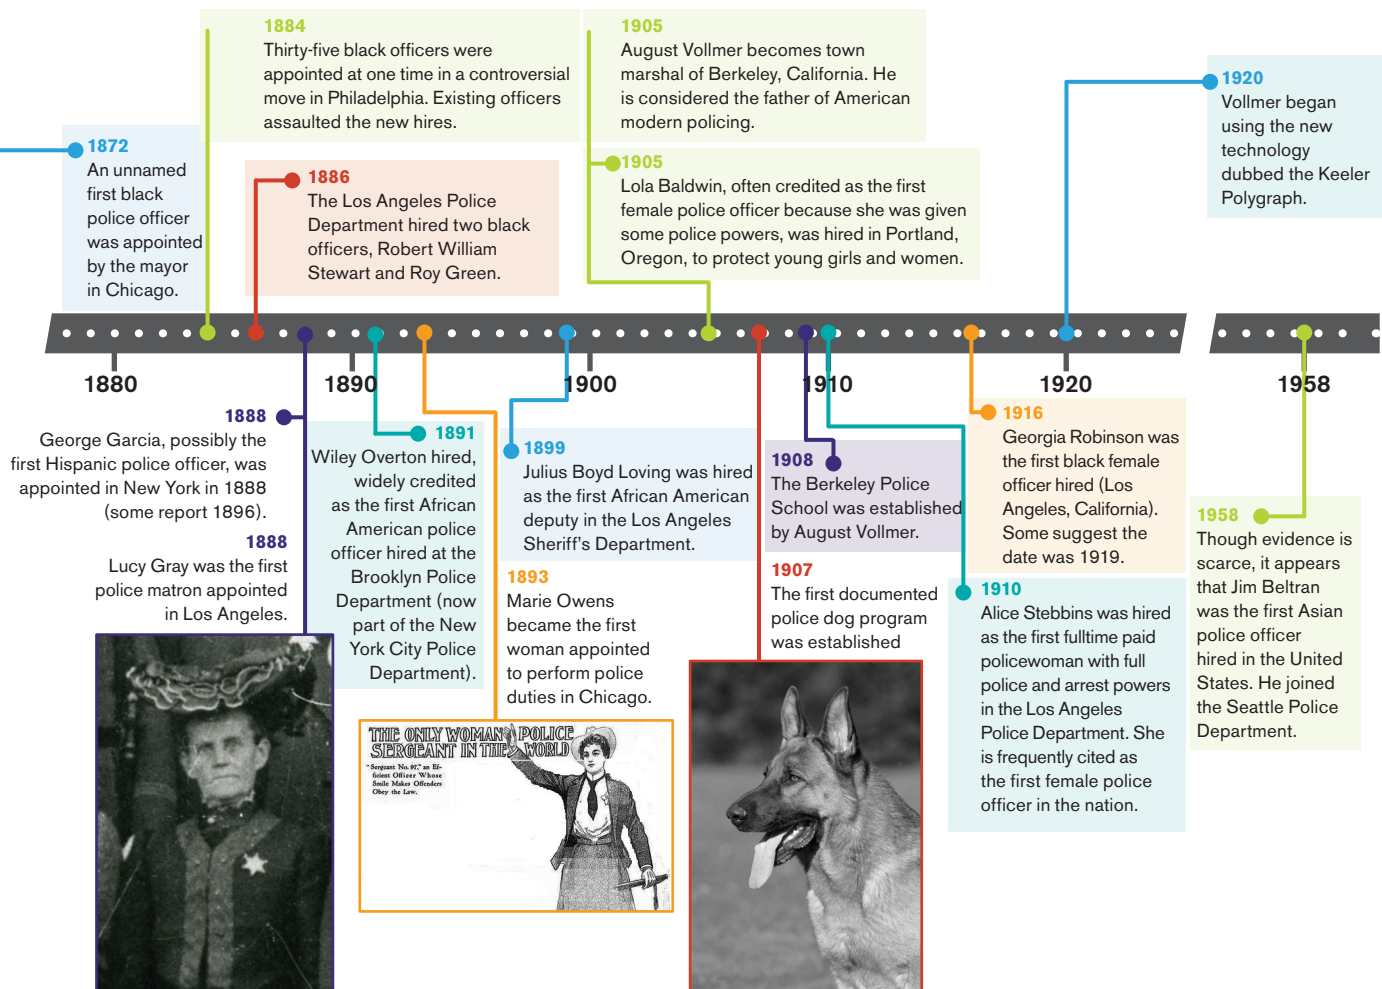 1884
Thirty-five black officers were
appointed at one time in a controversial
move in Philadelphia. Existing officers
assaulted the new hires.
1905
August Vollmer becomes town
marshal of Berkeley, California. He
is considered the father of American
modern policing.
1920
Vollmer began
using the new
technology
dubbed the Keeler
Polygraph.
1872
An unnamed
first black
police officer
was appointed
by the mayor
in Chicago.
1886
The Los Angeles Police
Department hired two black
officers, Robert William
Stewart and Roy Green.
1905
Lola Baldwin, often credited as the first
female police officer because she was given
some police powers, was hired in Portland,
Oregon, to protect young girls and women.
1880
1890
1900
1910
1920
1958
1888
George Garcia, possibly the
first Hispanic police officer, was
appointed in New York in 1888
(some report 1896).
1888
Lucy Gray was the first
police matron appointed
in Los Angeles.
1891
Wiley Overton hired,
widely credited
as the first African
American police
officer hired at the
Brooklyn Police
Department (now
part of the New
York City Police
Department).
1899
Julius Boyd Loving was hired
as the first African American
deputy in the Los Angeles
Sheriff's Department.
1893
Marie Owens
became the first
woman appointed
to perform police
duties in Chicago.
THE ONLY WOMAN POLICE
SERGEANT IN THE WORLD
"Sergeant No. 97," an Ef-
ficient Officer Whose
Smile Makes Offenders
Obey the Law.
1908
The Berkeley Police
School was established
by August Vollmer.
1907
The first documented
police dog program
was established
1916
Georgia Robinson was
the first black female
officer hired (Los
Angeles, California).
Some suggest the
date was 1919.
1910
Alice Stebbins was hired
as the first fulltime paid
policewoman with full
police and arrest powers
in the Los Angeles
Police Department. She
is frequently cited as
the first female police
officer in the nation.
1958
Though evidence is
scarce, it appears
that Jim Beltran
was the first Asian
police officer
hired in the United
States. He joined
the Seattle Police
Department.